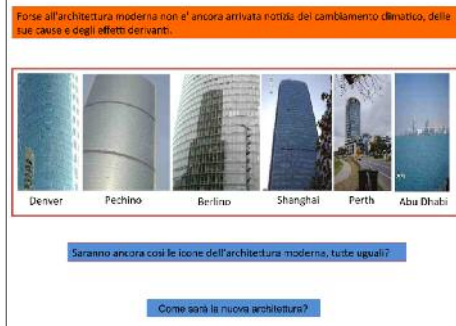 Forse all'architettura moderna non e' ancora arrivata notizia del cambiamento climatico, delle
sue cause e degli effetti derivanti.
Denver Pechino Berlino Shanghai Perth Abu Dhabi
Saranno ancora così le icone dell'architettura moderna, tutte uguali?
Come sarà la nuova architettura?